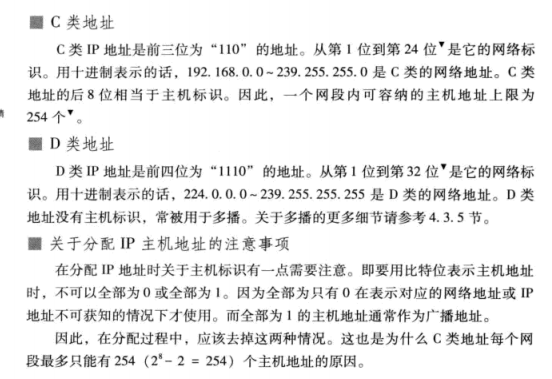 ■ C 类地址
C 类 IP 地址是前三位为“110”的地址。从第 1 位到第 24 位▼是它的网络标
识。用十进制表示的话，192. 168. 0. 0~239. 255. 255. 0 是 C 类的网络地址。C 类
地址的后 8 位相当于主机标识。因此，一个网段内可容纳的主机地址上限为
254 个▼。
■ D 类地址
D 类 IP 地址是前四位为“1110”的地址。从第 1 位到第 32 位▼是它的网络标
识。用十进制表示的话，224. 0. 0. 0~239. 255. 255. 255 是 D 类的网络地址。D 类
地址没有主机标识，常被用于多播。关于多播的更多细节请参考 4. 3. 5 节。
■ 关于分配 IP 主机地址的注意事项
在分配 IP 地址时关于主机标识有一点需要注意。即要用比特位表示主机地址
时，不可以全部为 0 或全部为 1。因为全部为只有 0 在表示对应的网络地址或 IP
地址不可获知的情况下才使用。而全部为 1 的主机地址通常作为广播地址。
因此，在分配过程中，应该去掉这两种情况。这也是为什么 C 类地址每个网
段最多只能有 254（2⁸ − 2 = 254）个主机地址的原因。